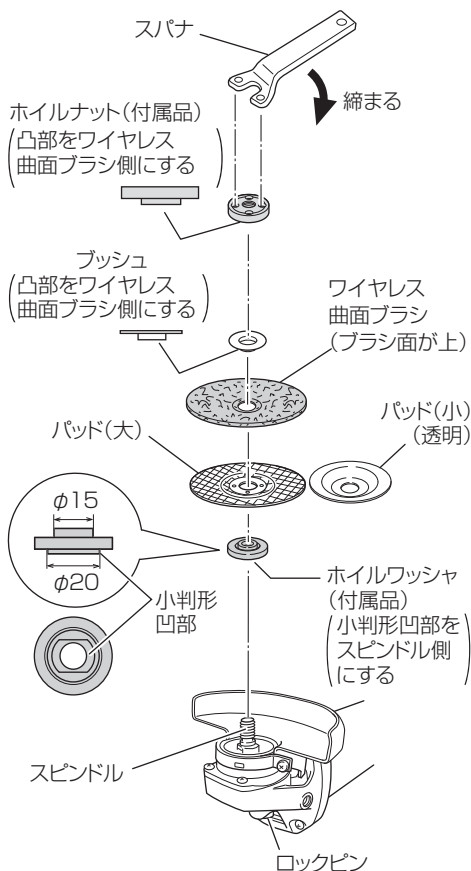 スパナ
締まる
ホイルナット(付属品)
(凸部をワイヤレス
曲面ブラシ側にする)
ブッシュ
(凸部をワイヤレス
曲面ブラシ側にする)
ワイヤレス
曲面ブラシ
(ブラシ面が上)
パッド(大)
パッド(小)
(透明)
φ15
φ20
小判形
凹部
ホイルワッシャ
(付属品)
(小判形凹部を
スピンドル側
にする)
スピンドル
ロックピン